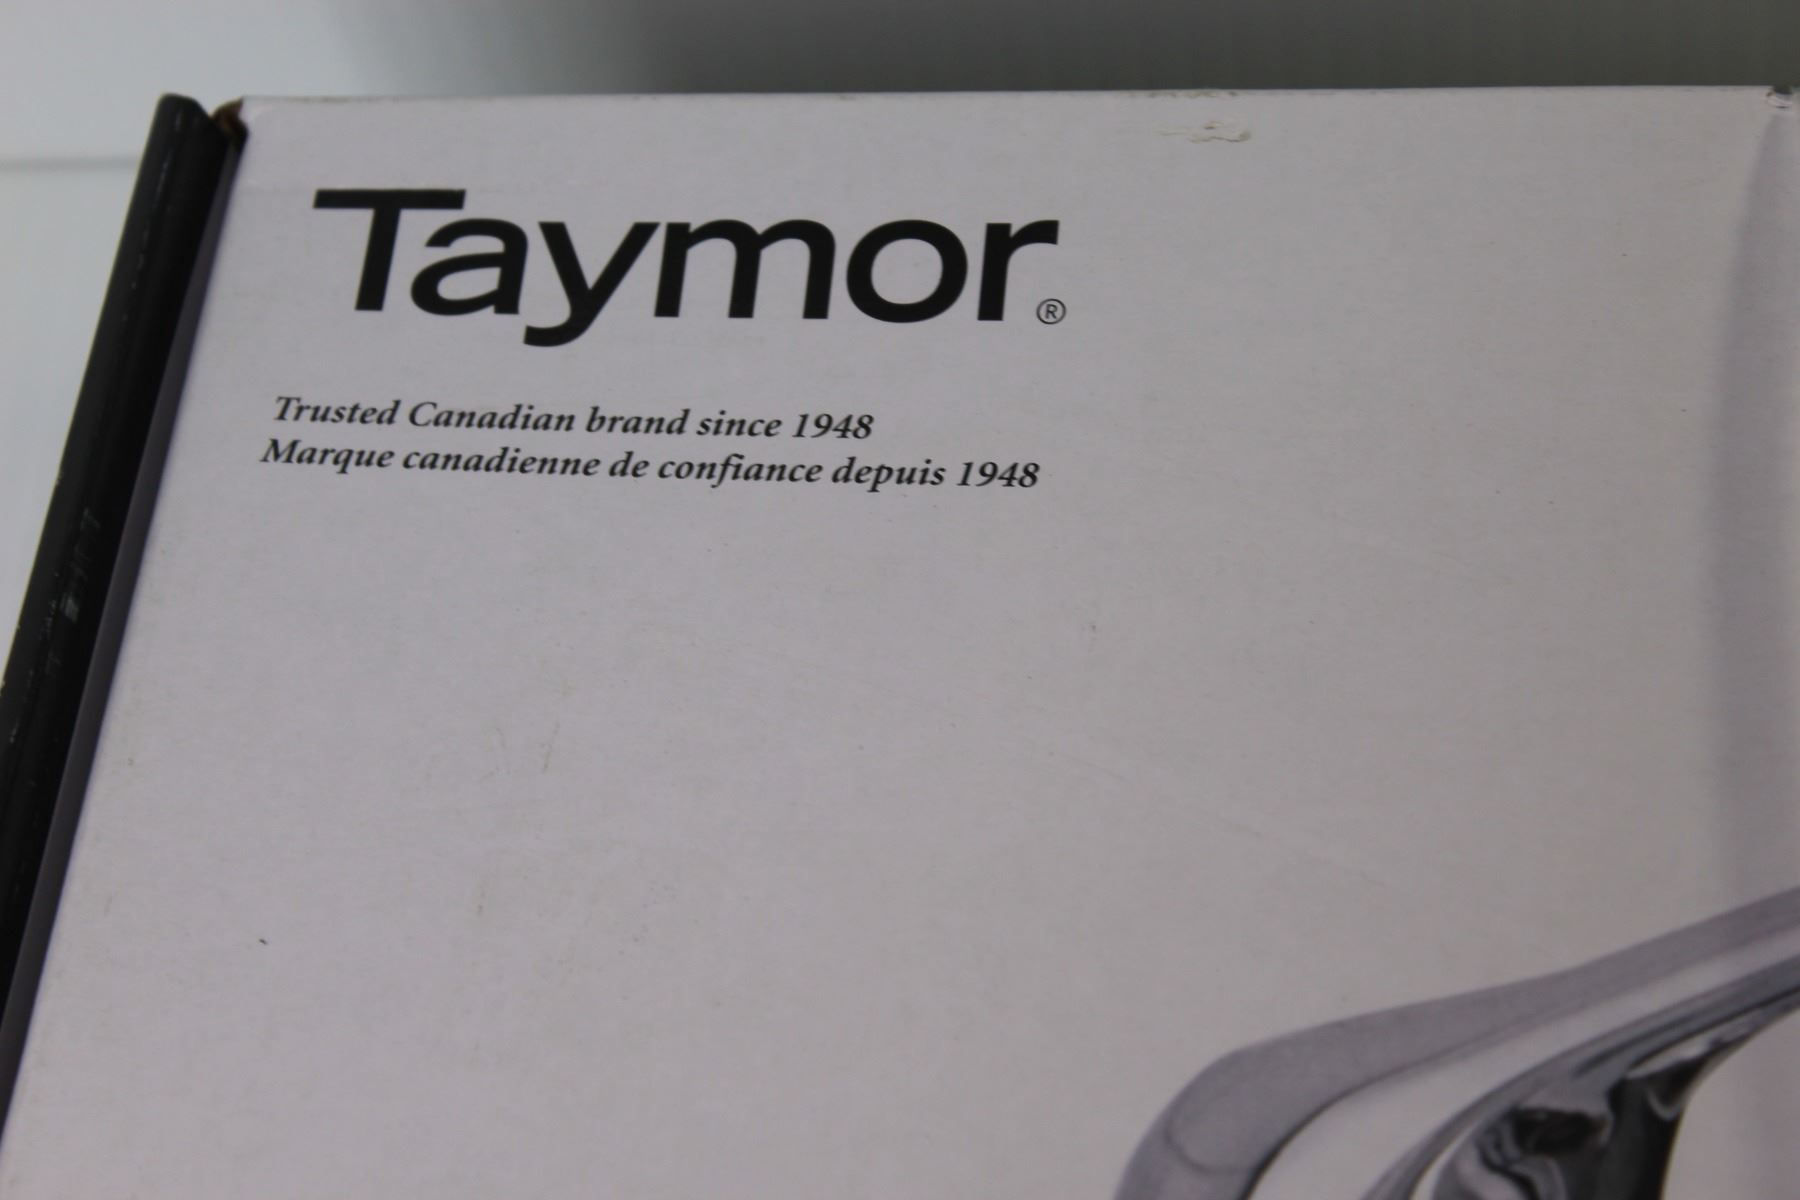 Taymor®
Trusted Canadian brand since 1948
Marque canadienne de confiance depuis 1948